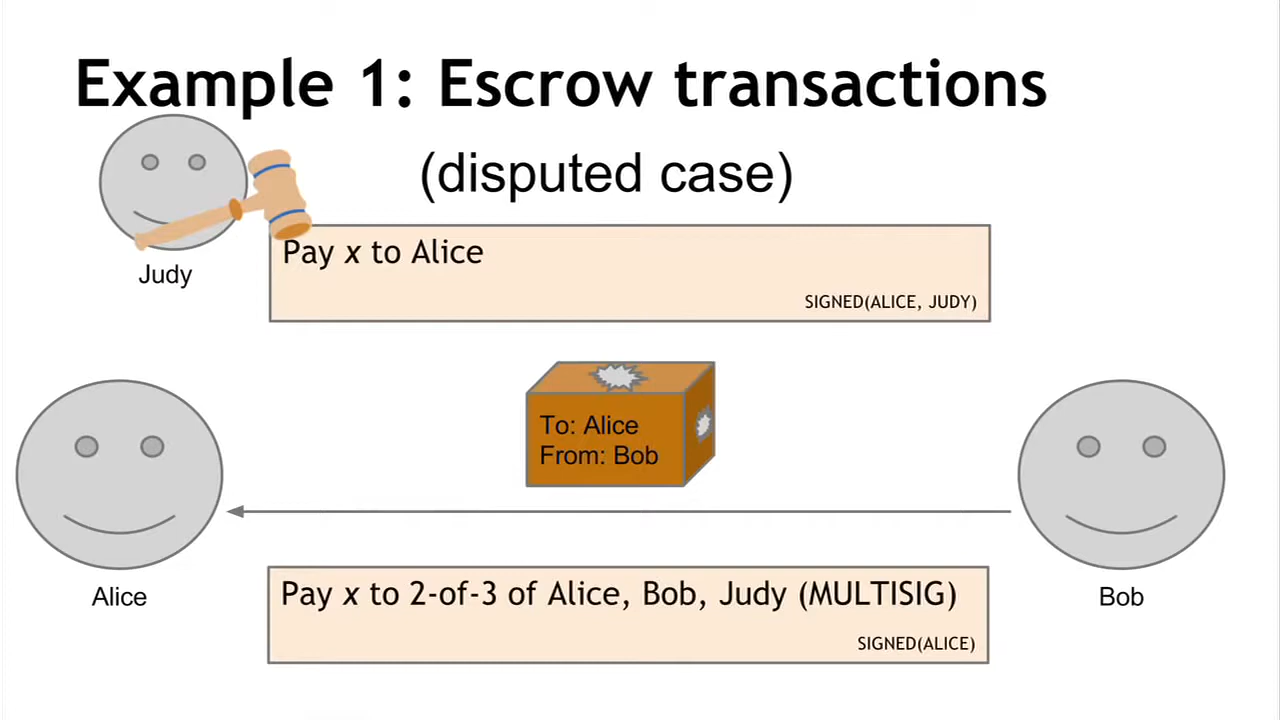 Example 1: Escrow transactions
(disputed case)
Judy
Pay x to Alice
SIGNED(ALICE, JUDY)
To: Alice
From: Bob
Alice
Bob
Pay x to 2-of-3 of Alice, Bob, Judy (MULTISIG)
SIGNED(ALICE)